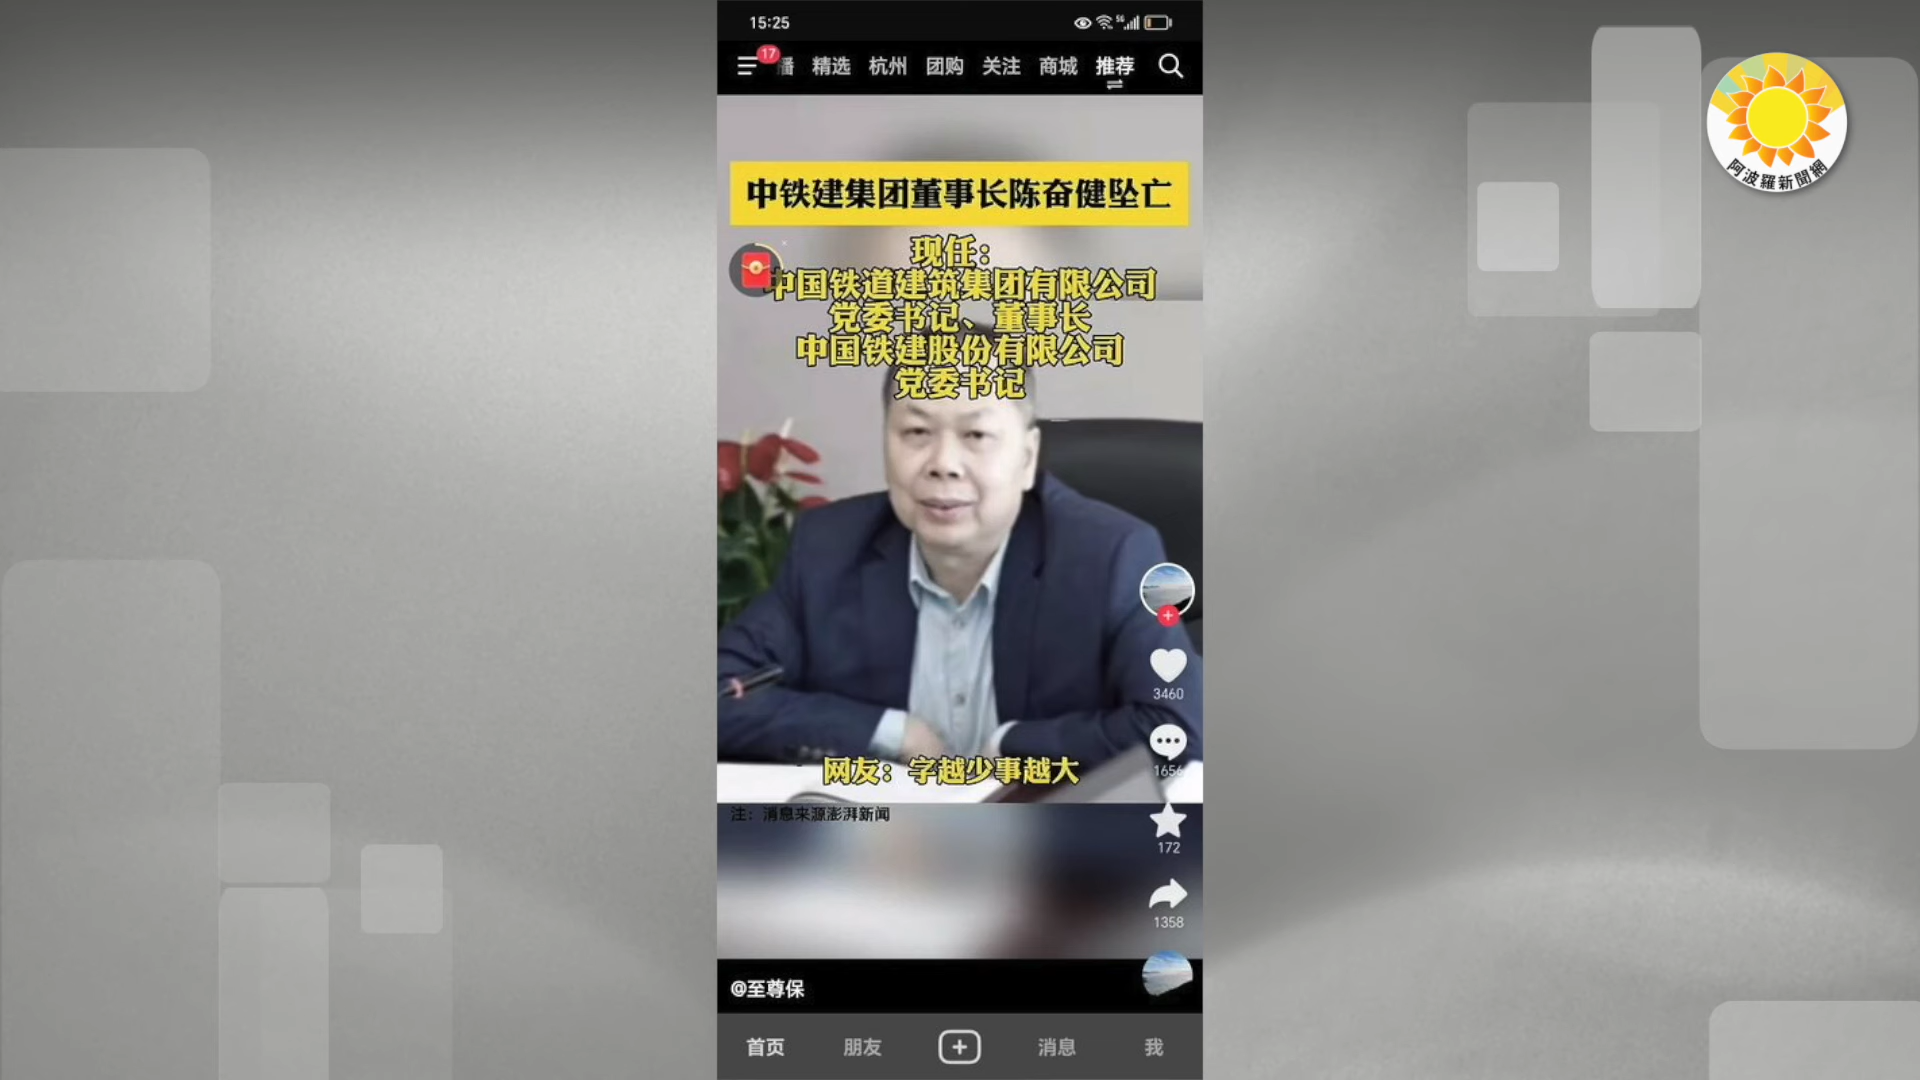 15:25
5G
17
播 精选 杭州 团购 关注 商城 推荐
阿波羅新聞網
中铁建集团董事长陈奋健坠亡
现任：
中国铁道建筑集团有限公司
党委书记、董事长
中国铁建股份有限公司
党委书记
3460
1656
网友：字越少事越大
注：消息来源澎湃新闻
172
1358
@至尊保
首页 朋友 消息 我